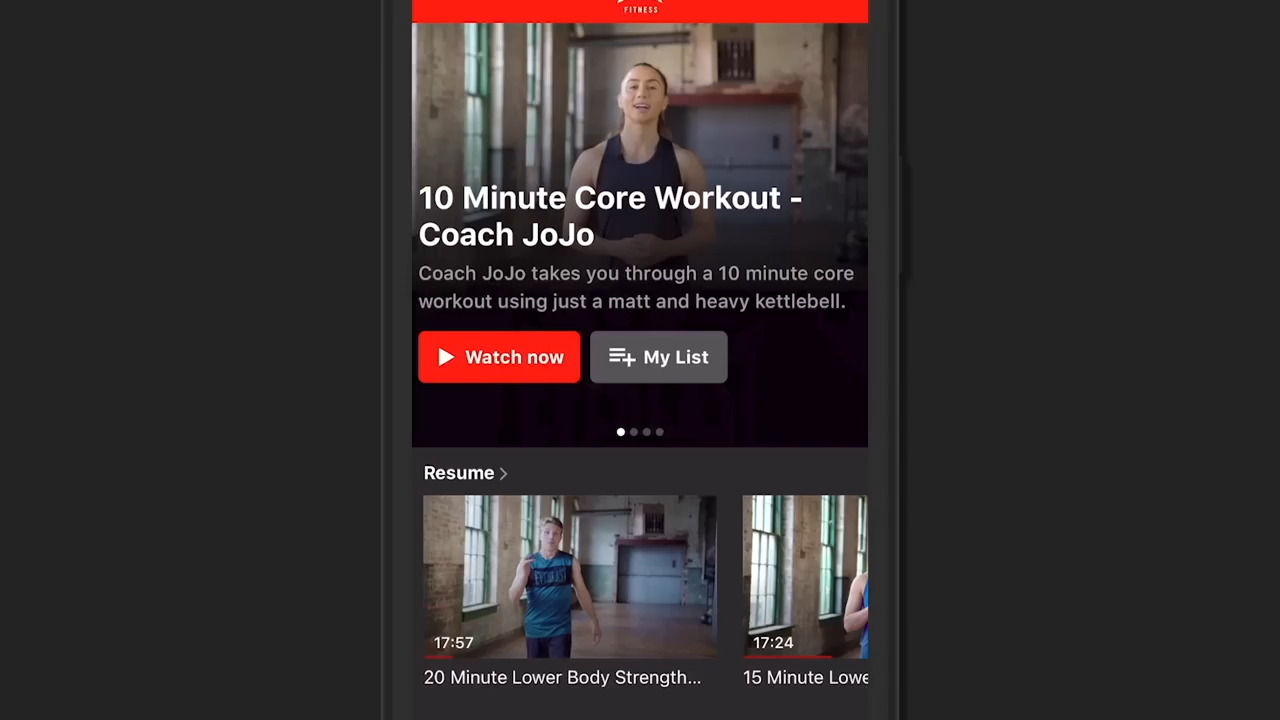 FITNESS
10 Minute Core Workout -
Coach JoJo
Coach JoJo takes you through a 10 minute core
workout using just a matt and heavy kettlebell.
Watch now
My List
Resume
EVERLAST
17:57
17:24
20 Minute Lower Body Strength...
15 Minute Lowe